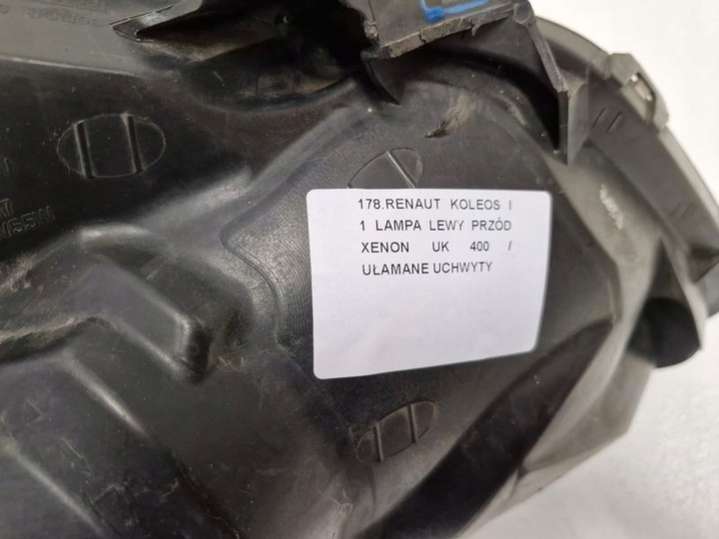 178.RENAUT KOLEOS I
1 LAMPA LEWY PRZÓD
XENON UK 400 /
UŁAMANE UCHWYTY